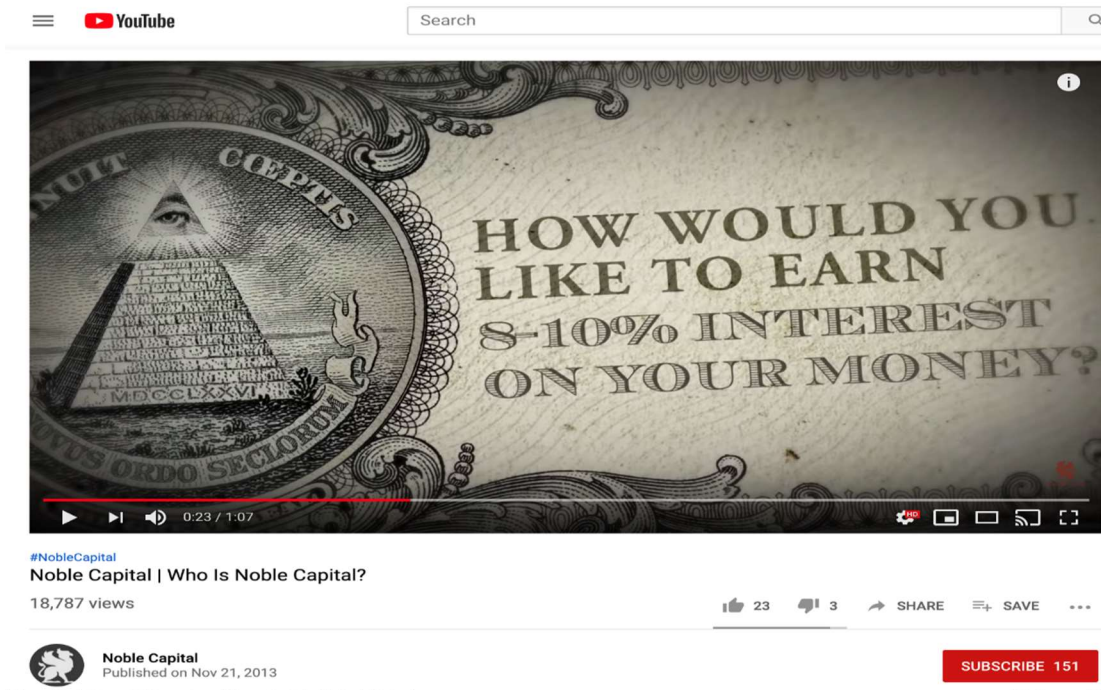 YouTube
Search
i
ANNUIT CŒPTIS
HOW WOULD YOU
LIKE TO EARN
8-10% INTEREST
ON YOUR MONEY?
MDCCLXXVI
NOVUS ORDO SECLORUM
0:23 / 1:07
HD
#NobleCapital
Noble Capital | Who Is Noble Capital?
18,787 views
23
3
SHARE
SAVE
Noble Capital
Published on Nov 21, 2013
SUBSCRIBE 151